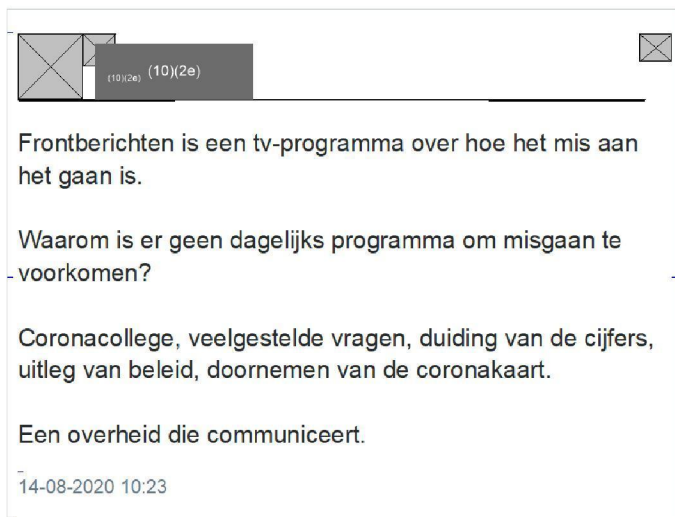 (10)(2e) (10)(2e)
Frontberichten is een tv-programma over hoe het mis aan
het gaan is.
Waarom is er geen dagelijks programma om misgaan te
voorkomen?
Coronacollege, veelgestelde vragen, duiding van de cijfers,
uitleg van beleid, doornemen van de coronakaart.
Een overheid die communiceert.
14-08-2020 10:23